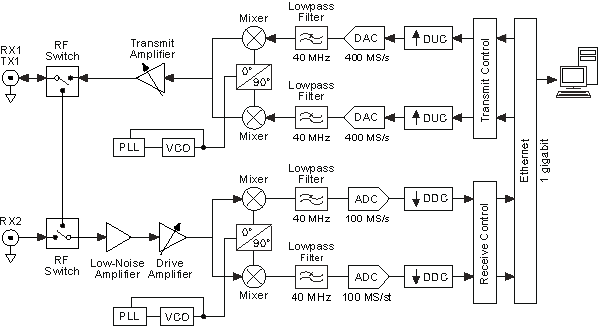 Lowpass
Filter
Mixer
RF
Switch
Transmit
Amplifier
RX1
TX1
DAC
DUC
40 MHz
400 MS/s
0°
90°
Lowpass
Filter
DAC
DUC
Mixer
40 MHz
400 MS/s
PLL
VCO
Transmit Control
Ethernet
1 gigabit
Lowpass
Filter
Mixer
ADC
DDC
40 MHz
100 MS/s
RX2
RF
Switch
Low-Noise
Amplifier
Drive
Amplifier
0°
90°
Lowpass
Filter
ADC
DDC
Mixer
40 MHz
100 MS/st
PLL
VCO
Receive Control